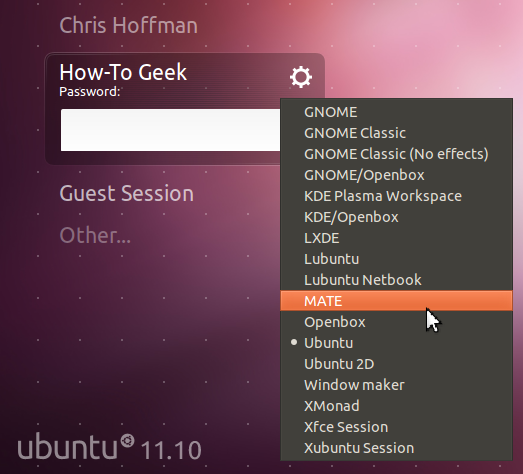 Chris Hoffman
How-To Geek
Password:
GNOME
GNOME Classic
GNOME Classic (No effects)
GNOME/Openbox
KDE Plasma Workspace
KDE/Openbox
LXDE
Lubuntu
Lubuntu Netbook
MATE
Openbox
Ubuntu
Ubuntu 2D
Window maker
XMonad
Xfce Session
Xubuntu Session
Guest Session
Other...
ubuntu 11.10